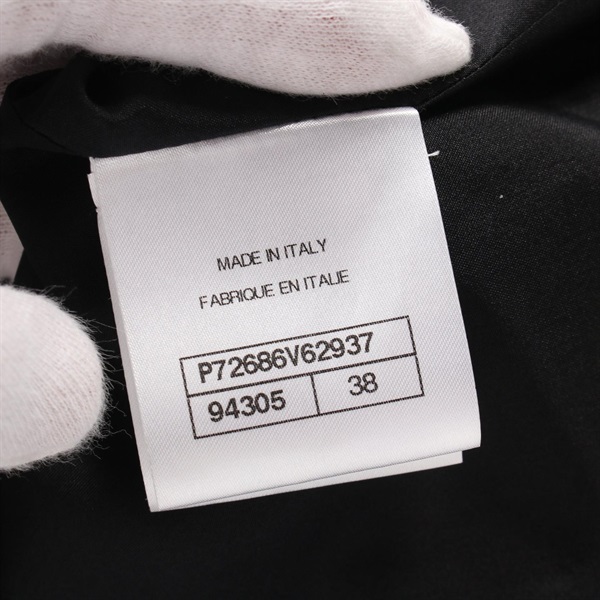 MADE IN ITALY
FABRIQUE EN ITALIE
P72686V62937
94305 38